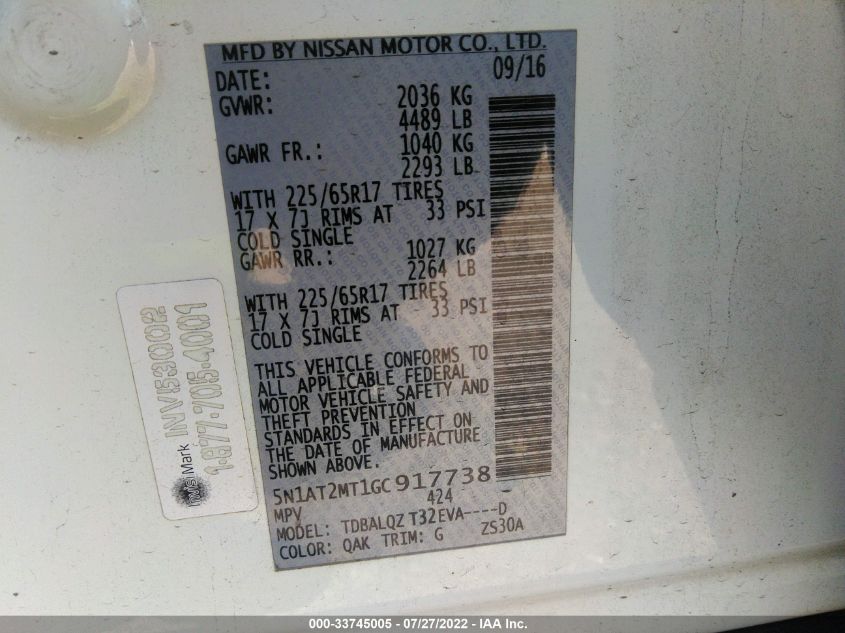 MFD BY NISSAN MOTOR CO., LTD.
DATE: 09/16
GVWR: 2036 KG
4489 LB
GAWR FR.: 1040 KG
2293 LB
WITH 225/65R17 TIRES
17 X 7J RIMS AT 33 PSI
COLD SINGLE
GAWR RR.: 1027 KG
2264 LB
WITH 225/65R17 TIRES
17 X 7J RIMS AT 33 PSI
COLD SINGLE
THIS VEHICLE CONFORMS TO
ALL APPLICABLE FEDERAL
MOTOR VEHICLE SAFETY AND
THEFT PREVENTION
STANDARDS IN EFFECT ON
THE DATE OF MANUFACTURE
SHOWN ABOVE.
5N1AT2MT1GC917738
MPV 424
MODEL: TDBALQZ T32EVA----D
COLOR: QAK TRIM: G ZS30A
Mark INV53002
1-877-705-4001
000-33745005 - 07/27/2022 - IAA Inc.